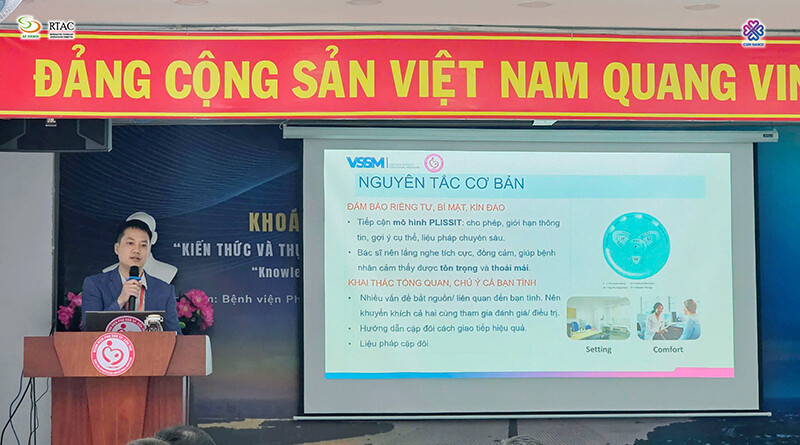 SF HANOI
RTAC
CGIN HANOI
ĐẢNG CỘNG SẢN VIỆT NAM QUANG VIN
VSSM
NGUYÊN TẮC CƠ BẢN
ĐẢM BẢO RIÊNG TƯ, BÍ MẬT, KÍN ĐÁO
• Tiếp cận mô hình PLISSIT: cho phép, giới hạn thông
tin, gợi ý cụ thể, liệu pháp chuyên sâu.
• Bác sĩ nên lắng nghe tích cực, đồng cảm, giúp bệnh
nhân cảm thấy được tôn trọng và thoải mái.
KHAI THÁC TỔNG QUAN, CHÚ Ý CẢ BẠN TÌNH
• Nhiều vấn đề bắt nguồn/ liên quan đến bạn tình. Nên
khuyến khích cả hai cùng tham gia đánh giá/ điều trị.
• Hướng dẫn cặp đôi cách giao tiếp hiệu quả.
• Liệu pháp cặp đôi
Setting
Comfort
KHOÁ
"KIẾN THỨC VÀ THỰ
"Knowle
n: Bệnh viện Ph